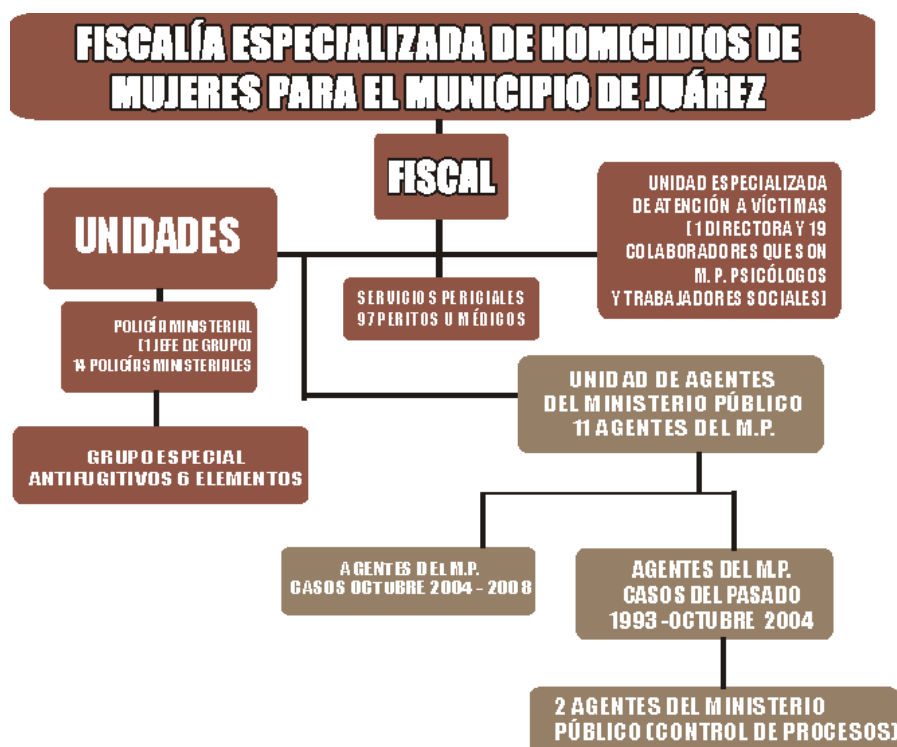 FISCALÍA ESPECIALIZADA DE HOMICIDIOS DE
MUJERES PARA EL MUNICIPIO DE JUÁREZ
FISCAL
UNIDADES
UNIDAD ESPECIALIZADA
DE ATENCIÓN A VÍCTIMAS
[1 DIRECTORA Y 19
COLABORADORES QUE SON
M. P. PSICÓLOGOS
Y TRABAJADORES SOCIALES]
SERVICIOS PERICIALES
97 PERITOS U MÉDICOS
POLICÍA MINISTERIAL
[1 JEFE DE GRUPO]
14 POLICÍAS MINISTERIALES
GRUPO ESPECIAL
ANTIFUGITIVOS 6 ELEMENTOS
UNIDAD DE AGENTES
DEL MINISTERIO PÚBLICO
11 AGENTES DEL M.P.
AGENTES DEL M.P.
CASOS OCTUBRE 2004 - 2008
AGENTES DEL M.P.
CASOS DEL PASADO
1993 -OCTUBRE 2004
2 AGENTES DEL MINISTERIO
PÚBLICO [CONTROL DE PROCESOS]